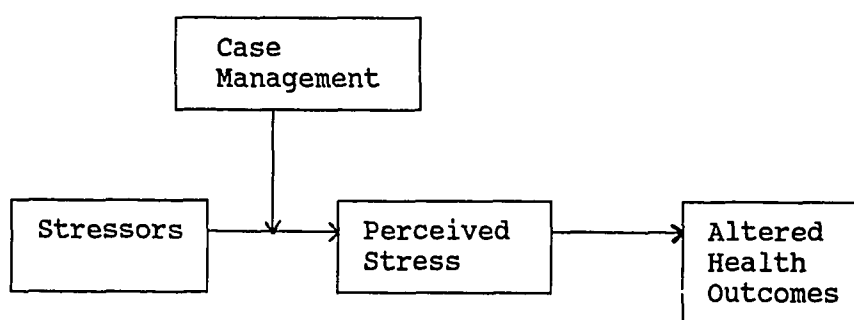 Case
Management
Stressors
Perceived
Stress
Altered
Health
Outcomes